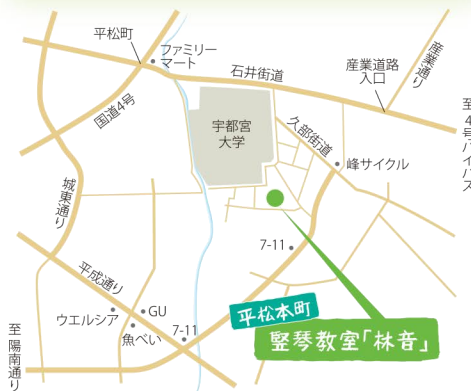 平松町
ファミリー
マート
石井街道
産業道路
入口
産業通り
至4号バイパス
国道4号
宇都宮
大学
久部街道
峰サイクル
城東通り
7-11
平成通り
平松本町
竪琴教室「林音」
ウエルシア
GU
魚べい
7-11
至陽南通り